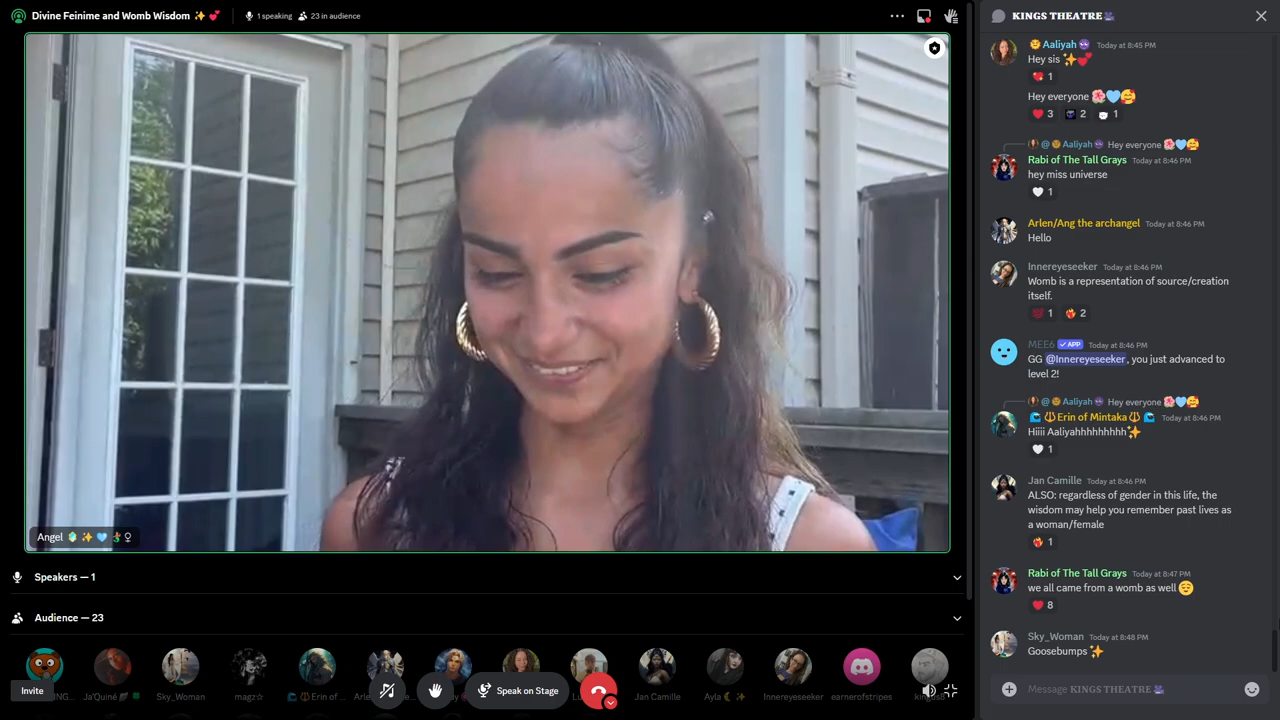 Divine Feinime and Womb Wisdom ✨ 💕
1 speaking
23 in audience
Angel
Speakers — 1
Audience — 23
Ja'Quiné
Sky_Woman
magz☆
Erin of ...
Jan Camille
Ayla
Innereyeseeker
earnerofstripes
Invite
Speak on Stage
KINGS THEATRE
Aaliyah Today at 8:45 PM
Hey sis ✨💕
1
Hey everyone 🌸🩵🥰
3 2 1
@ Aaliyah Hey everyone 🌸🩵🥰
Rabi of The Tall Grays Today at 8:46 PM
hey miss universe
1
Arlen/Ang the archangel Today at 8:46 PM
Hello
Innereyeseeker Today at 8:46 PM
Womb is a representation of source/creation
itself.
1 2
MEE6 ✓ APP Today at 8:46 PM
GG @Innereyeseeker, you just advanced to
level 2!
@ Aaliyah Hey everyone 🌸🩵🥰
Erin of Mintaka Today at 8:46 PM
Hiiii Aaliyahhhhhhhhh✨
1
Jan Camille Today at 8:46 PM
ALSO: regardless of gender in this life, the
wisdom may help you remember past lives as
a woman/female
1
Rabi of The Tall Grays Today at 8:47 PM
we all came from a womb as well 😌
8
Sky_Woman Today at 8:48 PM
Goosebumps ✨
Message KINGS THEATRE